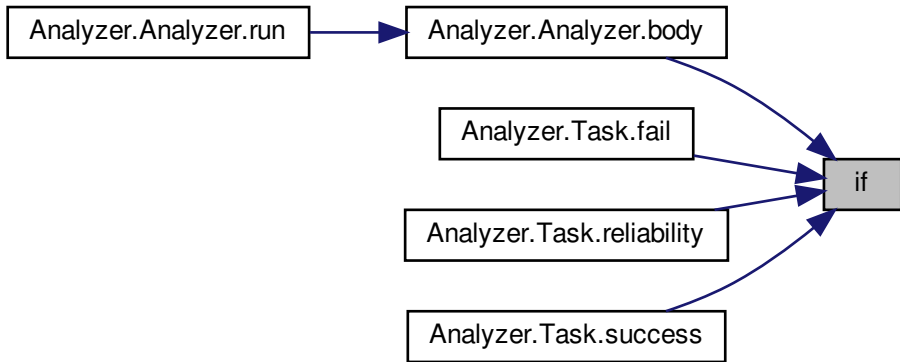 Analyzer.Analyzer.run
Analyzer.Analyzer.body
Analyzer.Task.fail
if
Analyzer.Task.reliability
Analyzer.Task.success